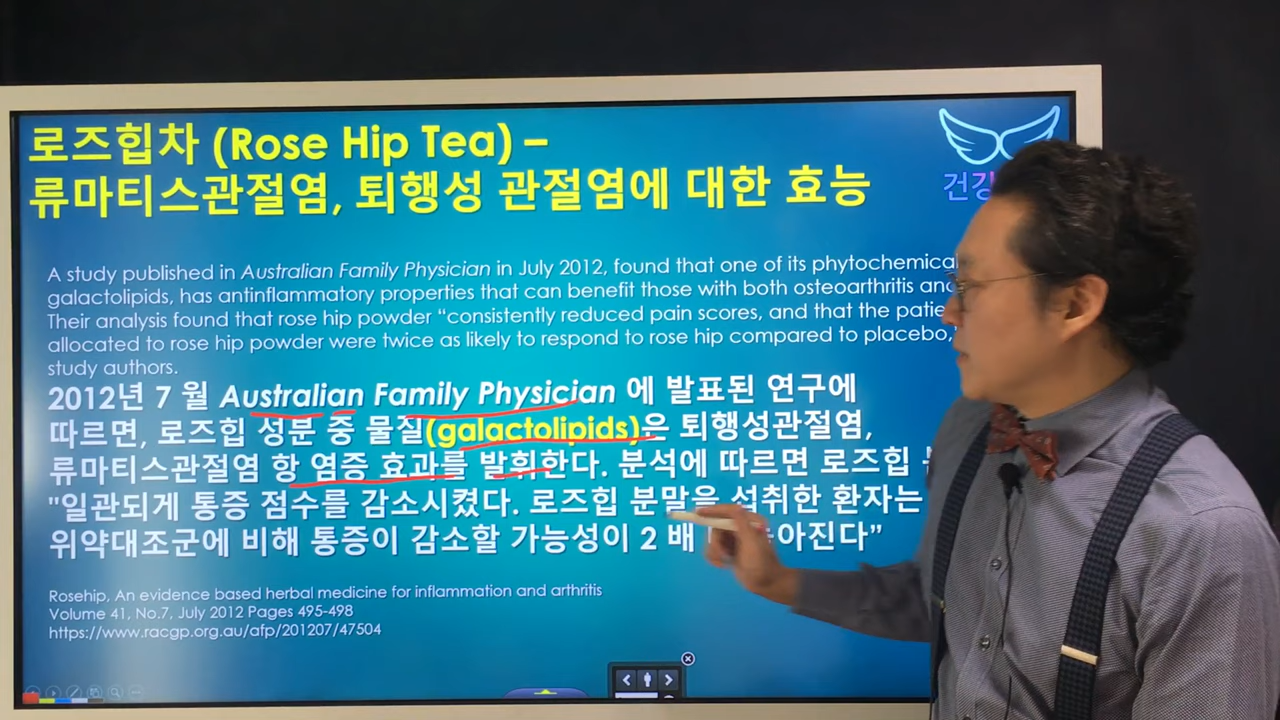 로즈힙차 (Rose Hip Tea) –
류마티스관절염, 퇴행성 관절염에 대한 효능
건강
A study published in Australian Family Physician in July 2012, found that one of its phytochemical
galactolipids, has antinflammatory properties that can benefit those with both osteoarthritis and
Their analysis found that rose hip powder “consistently reduced pain scores, and that the
allocated to rose hip powder were twice as likely to respond to rose hip compared to placebo,
study authors.
2012년 7 월 Australian Family Physician 에 발표된 연구에
따르면, 로즈힙 성분 중 물질(galactolipids)은 퇴행성관절염,
류마티스관절염 항 염증 효과를 발휘한다. 분석에 따르면 로즈힙
"일관되게 통증 점수를 감소시켰다. 로즈힙 분말을 섭취한 환자는
위약대조군에 비해 통증이 감소할 가능성이 2 배
Rosehip, An evidence based herbal medicine for inflammation and arthritis
Volume 41, No.7, July 2012 Pages 495-498
https://www.racgp.org.au/afp/201207/47504